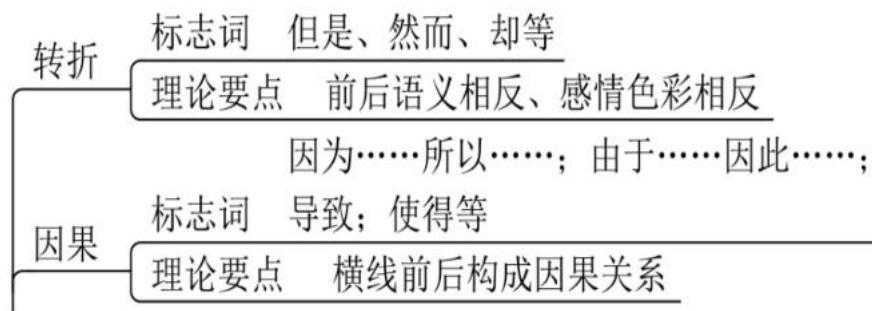 转折
标志词 但是、然而、却等
理论要点 前后语义相反、感情色彩相反
因果
因为……所以……；由于……因此……；
标志词 导致；使得等
理论要点 横线前后构成因果关系